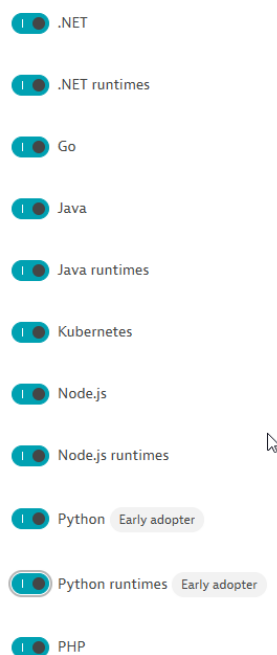 .NET
.NET runtimes
Go
Java
Java runtimes
Kubernetes
Node.js
Node.js runtimes
Python Early adopter
Python runtimes Early adopter
PHP